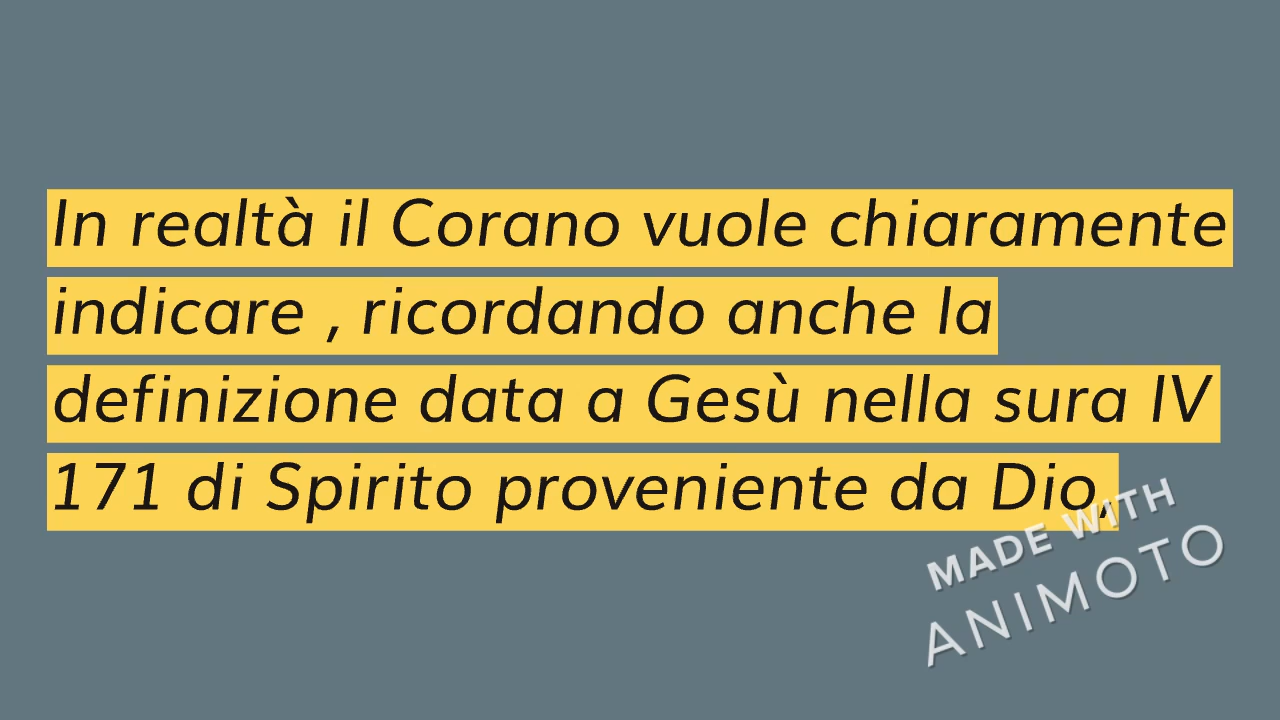 In realtà il Corano vuole chiaramente
indicare , ricordando anche la
definizione data a Gesù nella sura IV
171 di Spirito proveniente da Dio,
MADE WITH
ANIMOTO